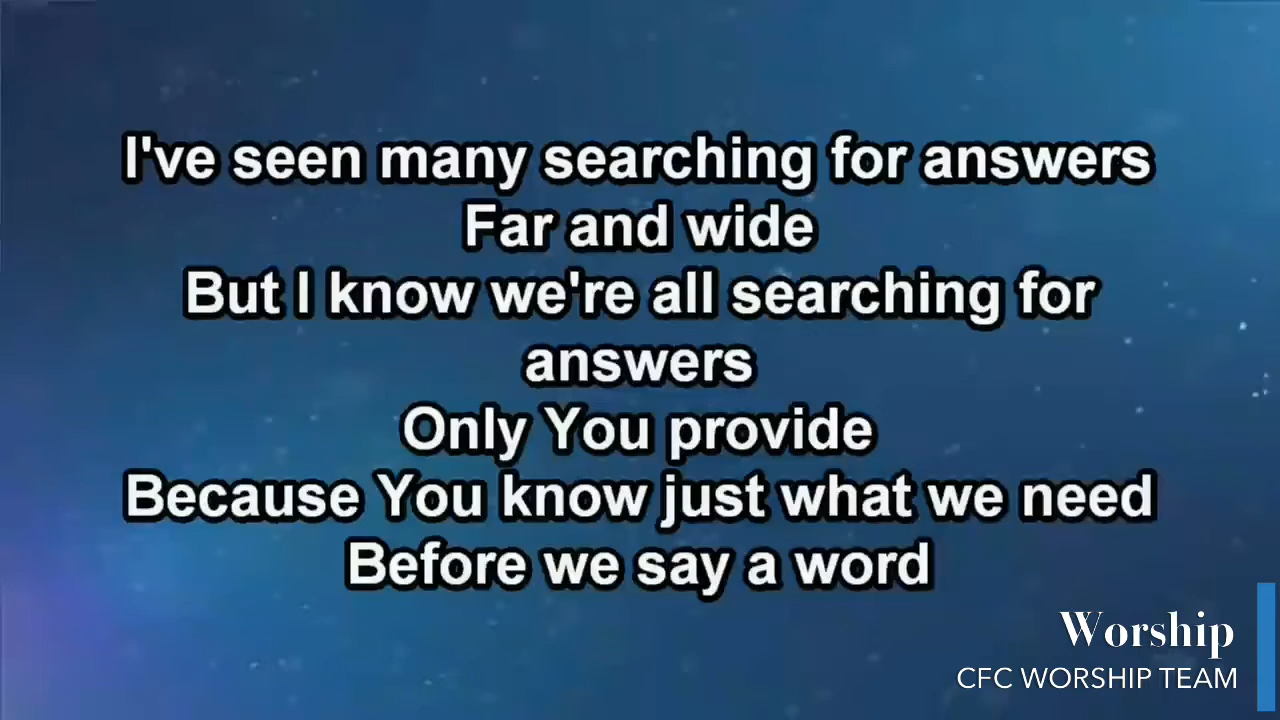 I've seen many searching for answers
Far and wide
But I know we're all searching for
answers
Only You provide
Because You know just what we need
Before we say a word
Worship
CFC WORSHIP TEAM